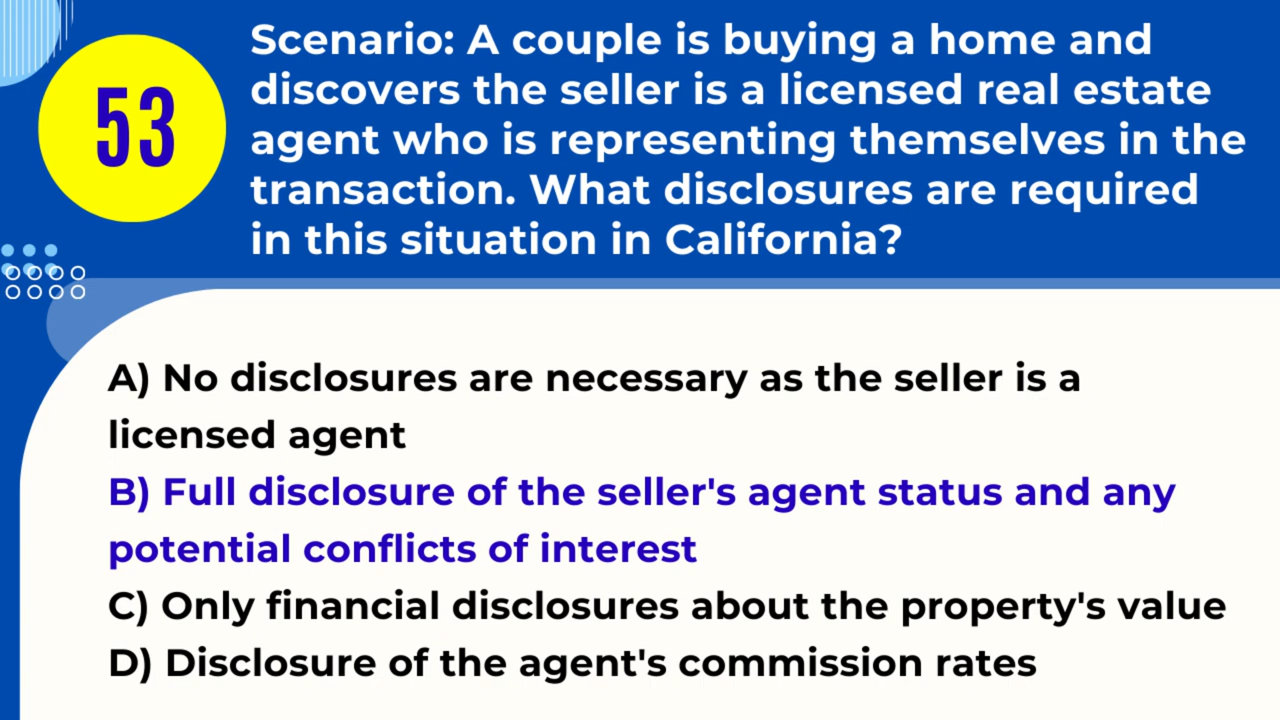 53
Scenario: A couple is buying a home and
discovers the seller is a licensed real estate
agent who is representing themselves in the
transaction. What disclosures are required
in this situation in California?
A) No disclosures are necessary as the seller is a
licensed agent
B) Full disclosure of the seller's agent status and any
potential conflicts of interest
C) Only financial disclosures about the property's value
D) Disclosure of the agent's commission rates